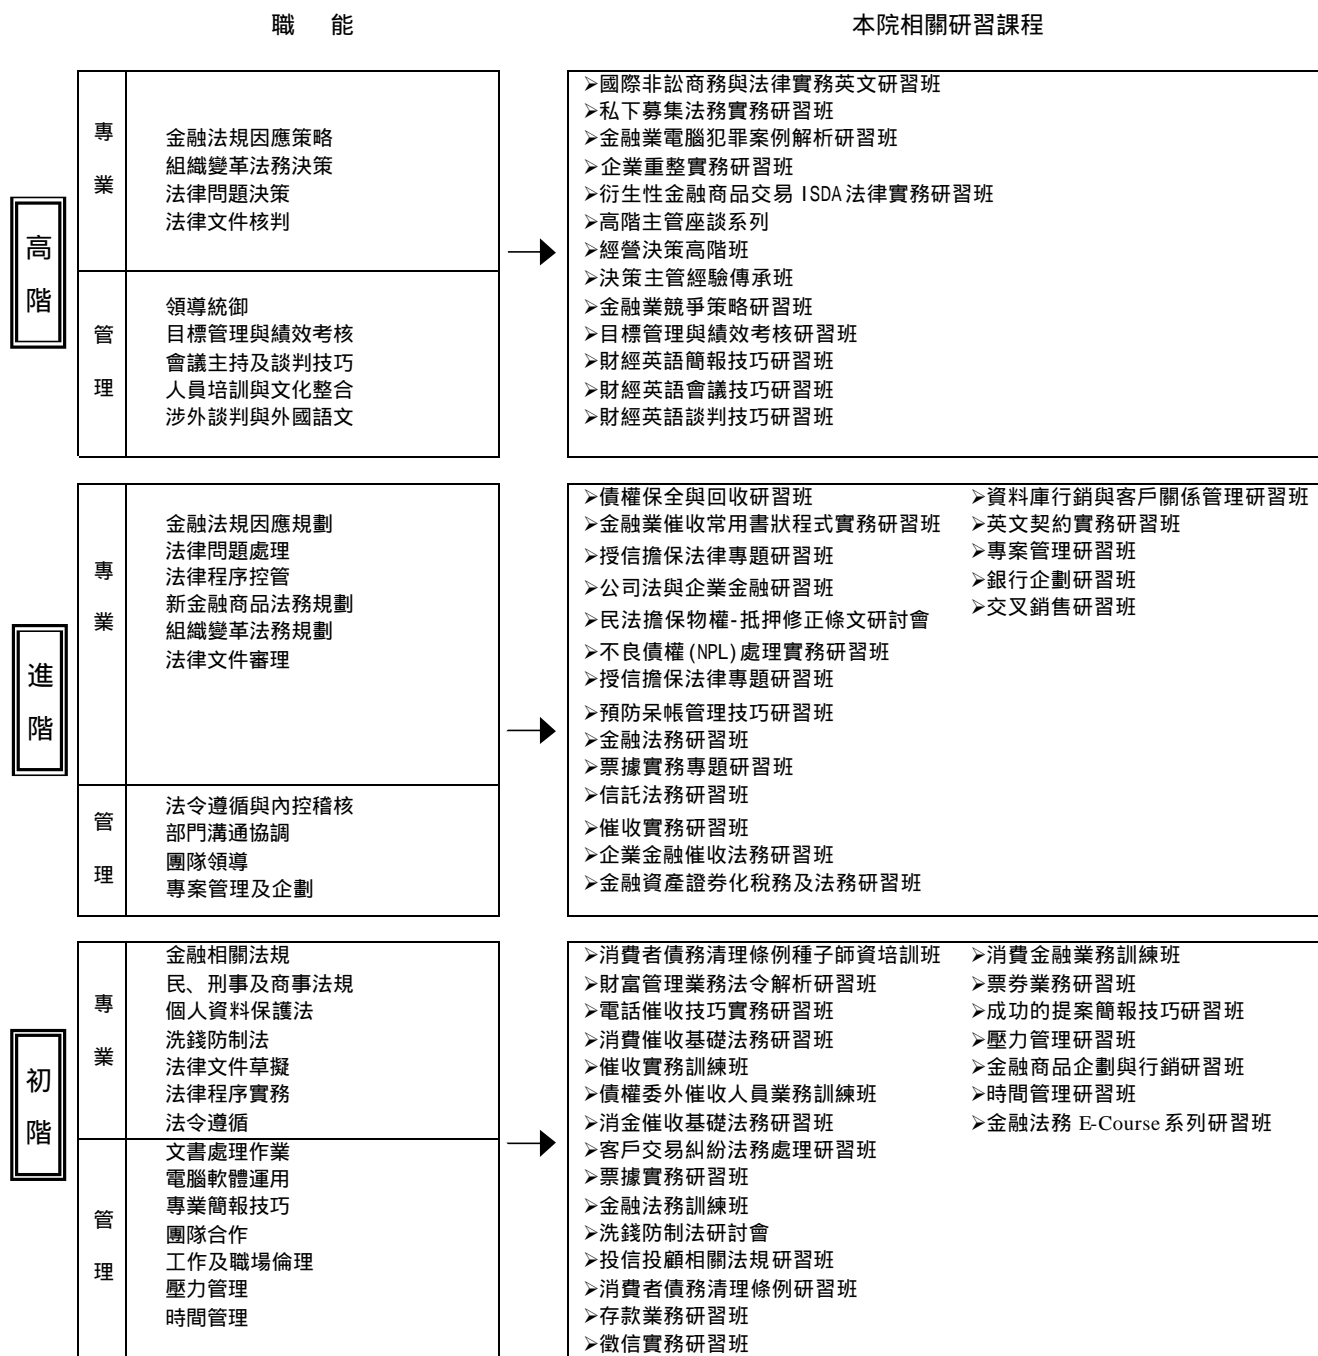 職 能
本院相關研習課程
高階
專業
金融法規因應策略
組織變革法務決策
法律問題決策
法律文件核判
管理
領導統御
目標管理與績效考核
會議主持及談判技巧
人員培訓與文化整合
涉外談判與外國語文
➢國際非訟商務與法律實務英文研習班
➢私下募集法務實務研習班
➢金融業電腦犯罪案例解析研習班
➢企業重整實務研習班
➢衍生性金融商品交易 ISDA 法律實務研習班
➢高階主管座談系列
➢經營決策高階班
➢決策主管經驗傳承班
➢金融業競爭策略研習班
➢目標管理與績效考核研習班
➢財經英語簡報技巧研習班
➢財經英語會議技巧研習班
➢財經英語談判技巧研習班
進階
專業
金融法規因應規劃
法律問題處理
法律程序控管
新金融商品法務規劃
組織變革法務規劃
法律文件審理
管理
法令遵循與內控稽核
部門溝通協調
團隊領導
專案管理及企劃
➢債權保全與回收研習班
➢金融業催收常用書狀程式實務研習班
➢授信擔保法律專題研習班
➢公司法與企業金融研習班
➢民法擔保物權-抵押修正條文研討會
➢不良債權(NPL)處理實務研習班
➢授信擔保法律專題研習班
➢預防呆帳管理技巧研習班
➢金融法務研習班
➢票據實務專題研習班
➢信託法務研習班
➢催收實務研習班
➢企業金融催收法務研習班
➢金融資產證券化稅務及法務研習班
➢資料庫行銷與客戶關係管理研習班
➢英文契約實務研習班
➢專案管理研習班
➢銀行企劃研習班
➢交叉銷售研習班
初階
專業
金融相關法規
民、刑事及商事法規
個人資料保護法
洗錢防制法
法律文件草擬
法律程序實務
法令遵循
管理
文書處理作業
電腦軟體運用
專業簡報技巧
團隊合作
工作及職場倫理
壓力管理
時間管理
➢消費者債務清理條例種子師資培訓班
➢財富管理業務法令解析研習班
➢電話催收技巧實務研習班
➢消費催收基礎法務研習班
➢催收實務訓練班
➢債權委外催收人員業務訓練班
➢消金催收基礎法務研習班
➢客戶交易糾紛法務處理研習班
➢票據實務研習班
➢金融法務訓練班
➢洗錢防制法研討會
➢投信投顧相關法規研習班
➢消費者債務清理條例研習班
➢存款業務研習班
➢徵信實務研習班
➢消費金融業務訓練班
➢票券業務研習班
➢成功的提案簡報技巧研習班
➢壓力管理研習班
➢金融商品企劃與行銷研習班
➢時間管理研習班
➢金融法務 E-Course 系列研習班